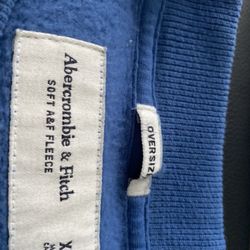 Abercrombie & Fitch
SOFT A&F FLEECE
OVERSIZ